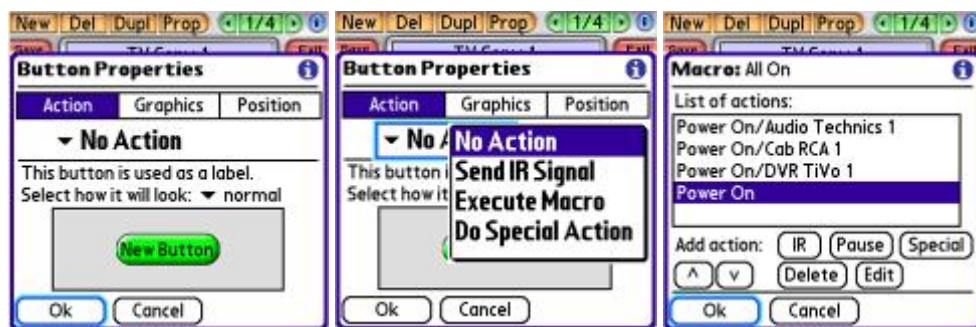 New Del Dupl Prop 1/4
Button Properties
Action Graphics Position
No Action
This button is used as a label.
Select how it will look: normal
New Button
Ok Cancel
New Del Dupl Prop 1/4
Button Properties
Action Graphics Position
No Action
No Action
Send IR Signal
Execute Macro
Do Special Action
This button
Select how it
Ok Cancel
New Del Dupl Prop 1/4
Macro: All On
List of actions:
Power On/Audio Technics 1
Power On/Cab RCA 1
Power On/DVR TiVo 1
Power On
Add action: IR Pause Special
^ v Delete Edit
Ok Cancel